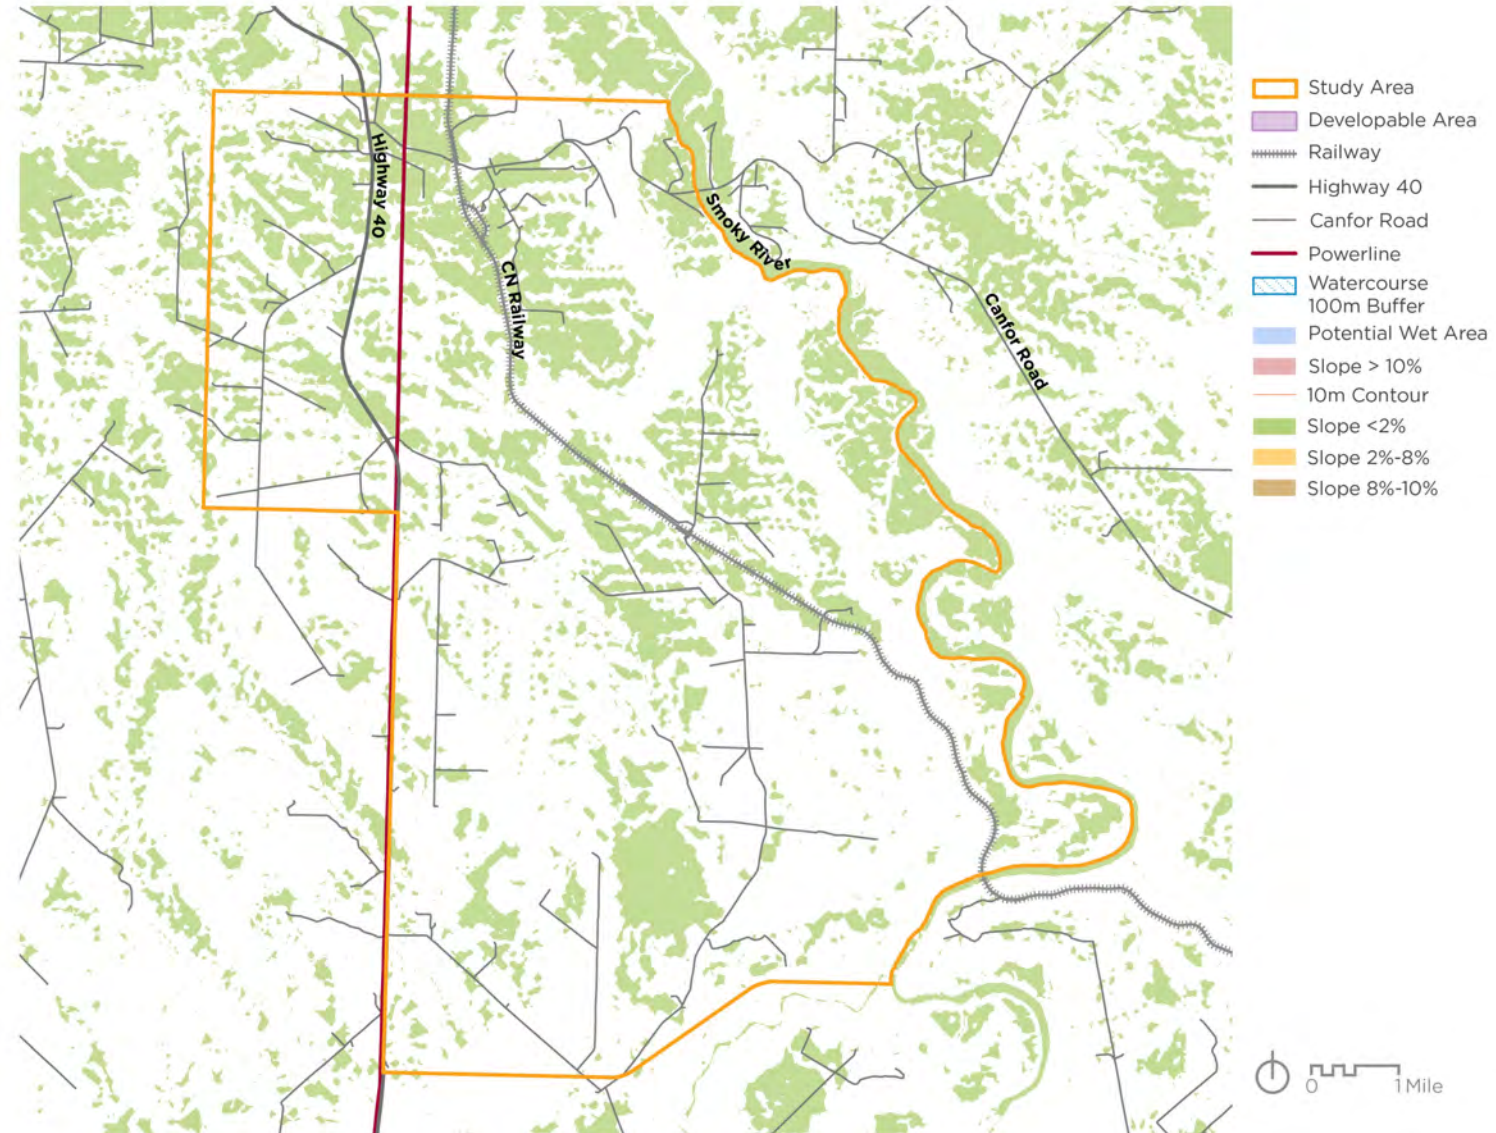 Highway 40
CN Railway
Smoky River
Canfor Road
Study Area
Developable Area
Railway
Highway 40
Canfor Road
Powerline
Watercourse
100m Buffer
Potential Wet Area
Slope > 10%
10m Contour
Slope <2%
Slope 2%-8%
Slope 8%-10%
0 1 Mile